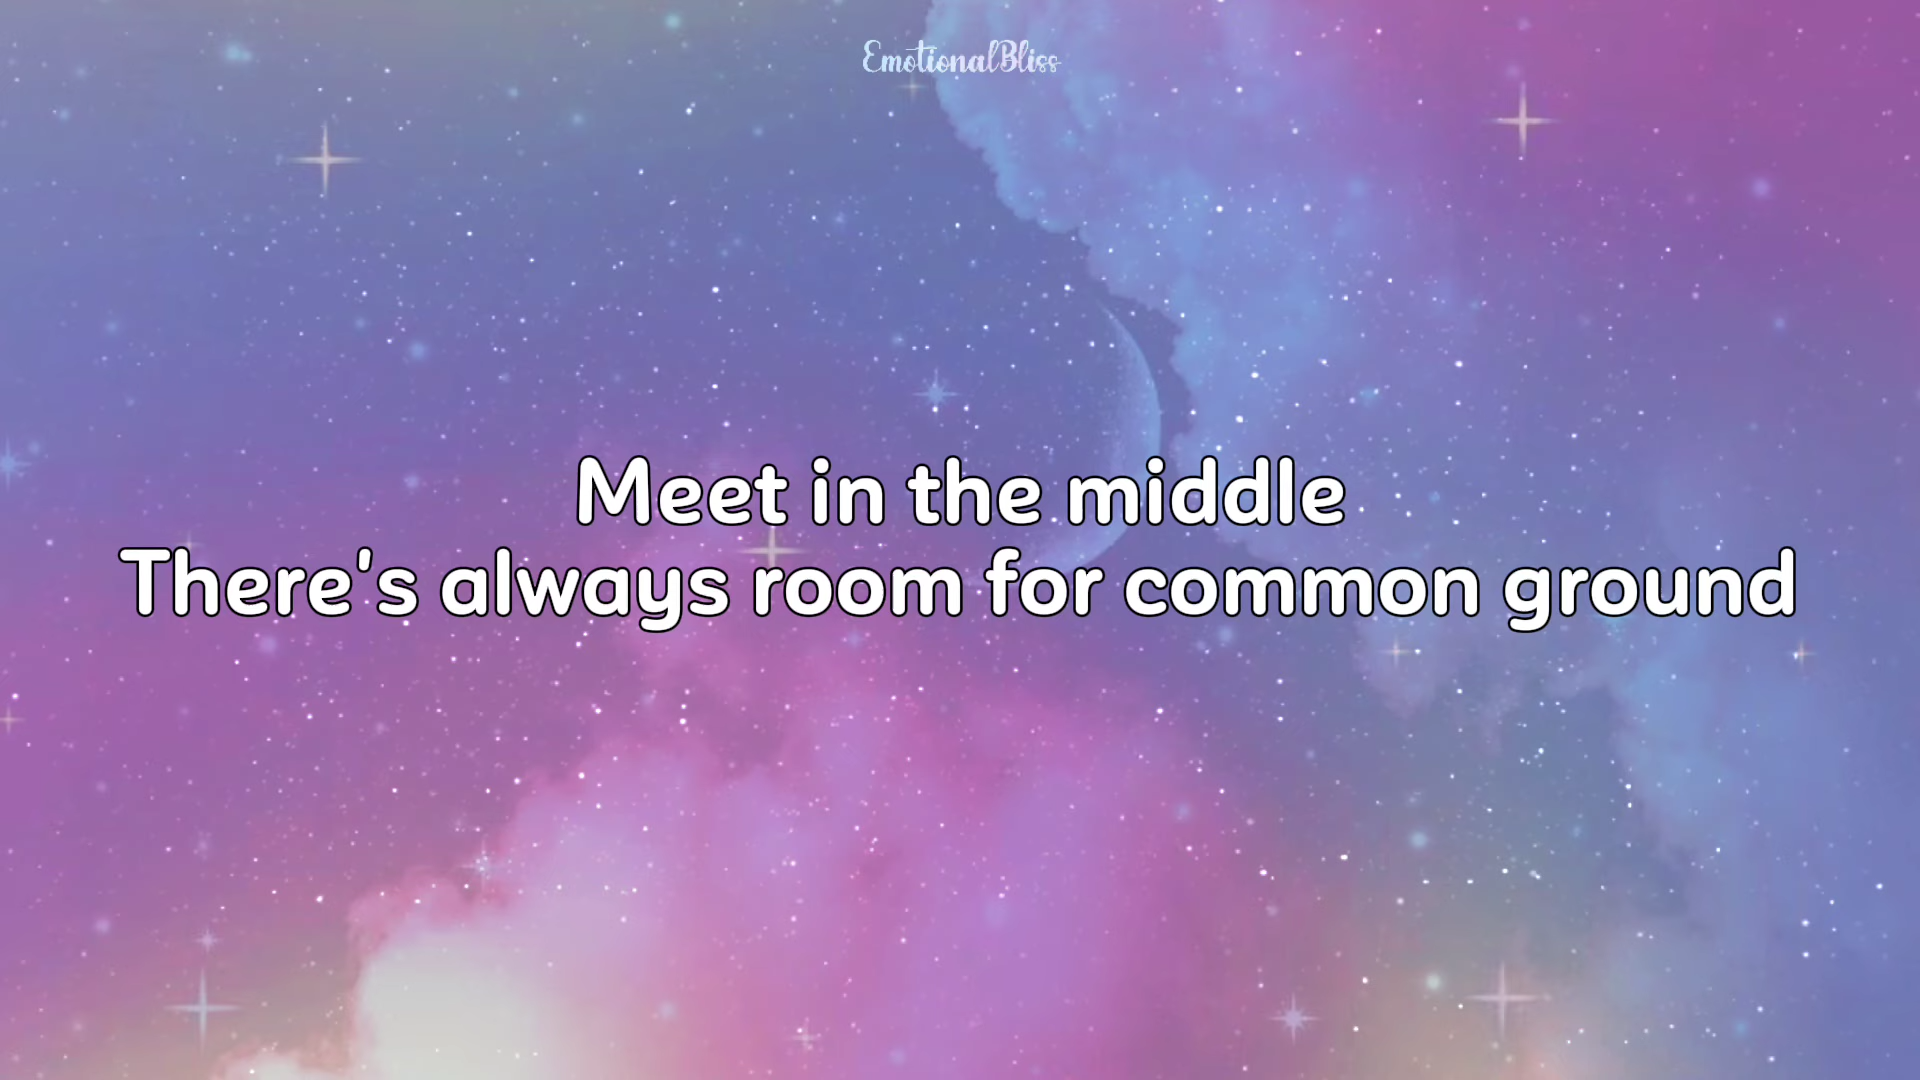 EmotionalBliss
Meet in the middle
There's always room for common ground